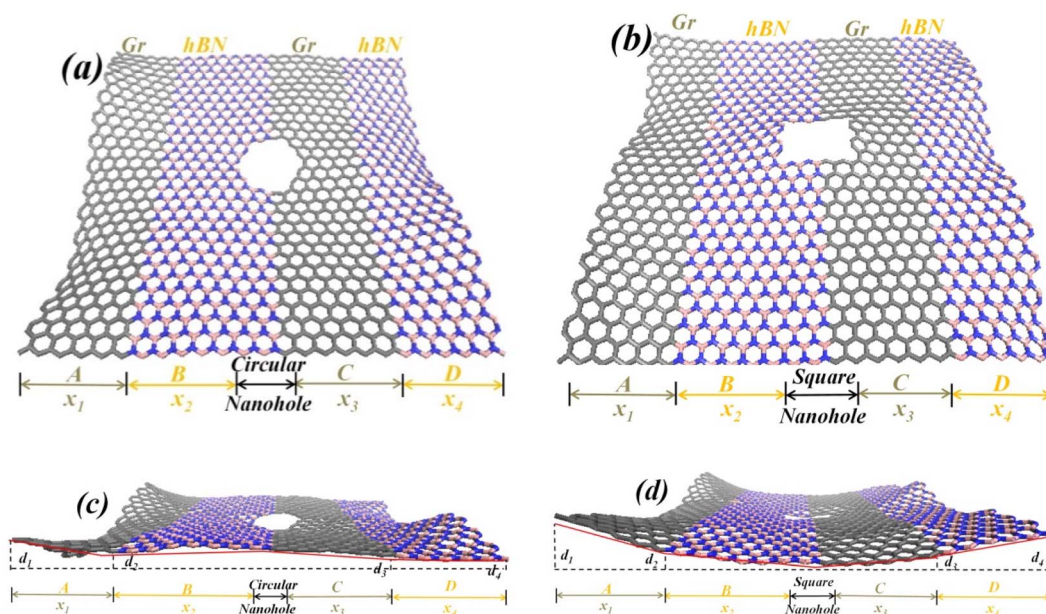 (a)
Gr hBN Gr hBN
A B Circular C D
x1 x2 Nanohole x3 x4
(b)
Gr hBN Gr hBN
A B Square C D
x1 x2 Nanohole x3 x4
(c)
d1 d2 d3 d4
A B Circular C D
x1 x2 Nanohole x3 x4
(d)
d1 d2 d3 d4
A B Square C D
x1 x2 Nanohole x3 x4